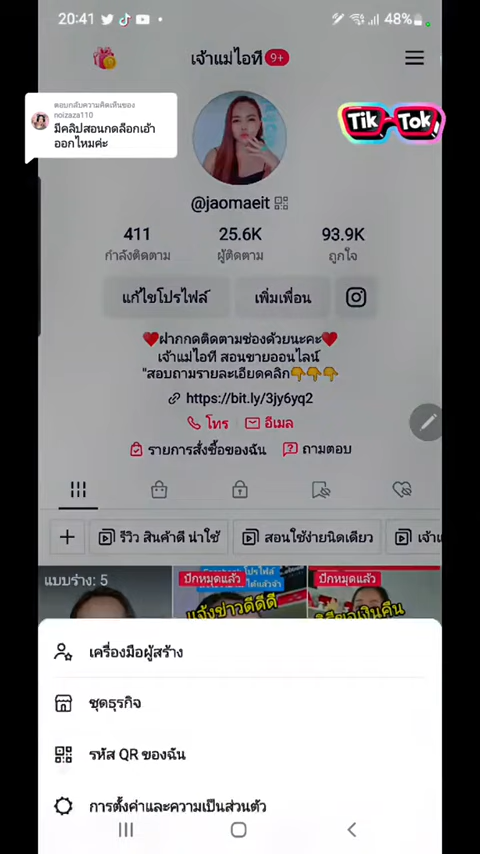 20:41
48%
เจ้าแม่ไอที 9+
ตอบกลับความคิดเห็นของ
noizaza110
มีคลิปสอนกดล๊อกเอ้า
ออกไหมค่ะ
Tik Tok
@jaomaeit
411 25.6K 93.9K
กำลังติดตาม ผู้ติดตาม ถูกใจ
แก้ไขโปรไฟล์ เพิ่มเพื่อน
❤️ฝากกดติดตามช่องด้วยนะคะ❤️
เจ้าแม่ไอที สอนขายออนไลน์
"สอบถามรายละเอียดคลิก👇👇👇
https://bit.ly/3jy6yq2
โทร อีเมล
รายการสั่งซื้อของฉัน ถามตอบ
รีวิว สินค้าดี น่าใช้ สอนใช้ง่ายนิดเดียว เจ้าแ
แบบร่าง: 5 ปักหมุดแล้ว ปักหมุดแล้ว
แจ้งข่าวดีดีดี
เครื่องมือผู้สร้าง
ชุดธุรกิจ
รหัส QR ของฉัน
การตั้งค่าและความเป็นส่วนตัว